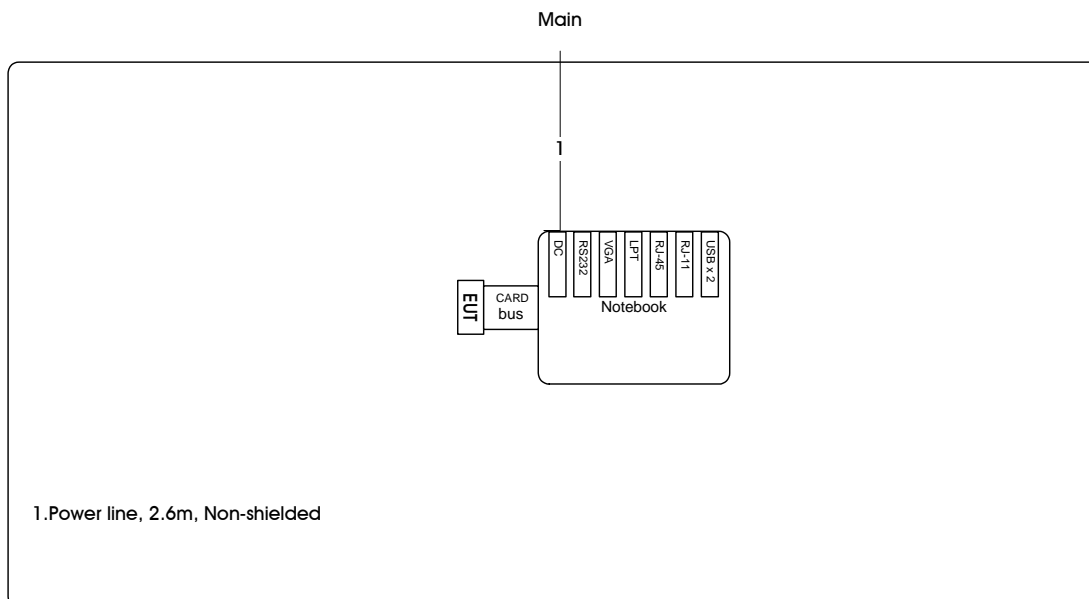 Main
1
DC
RS232
VGA
LPT
RJ-45
RJ-11
USB x 2
Notebook
EUT
CARD
bus
1.Power line, 2.6m, Non-shielded